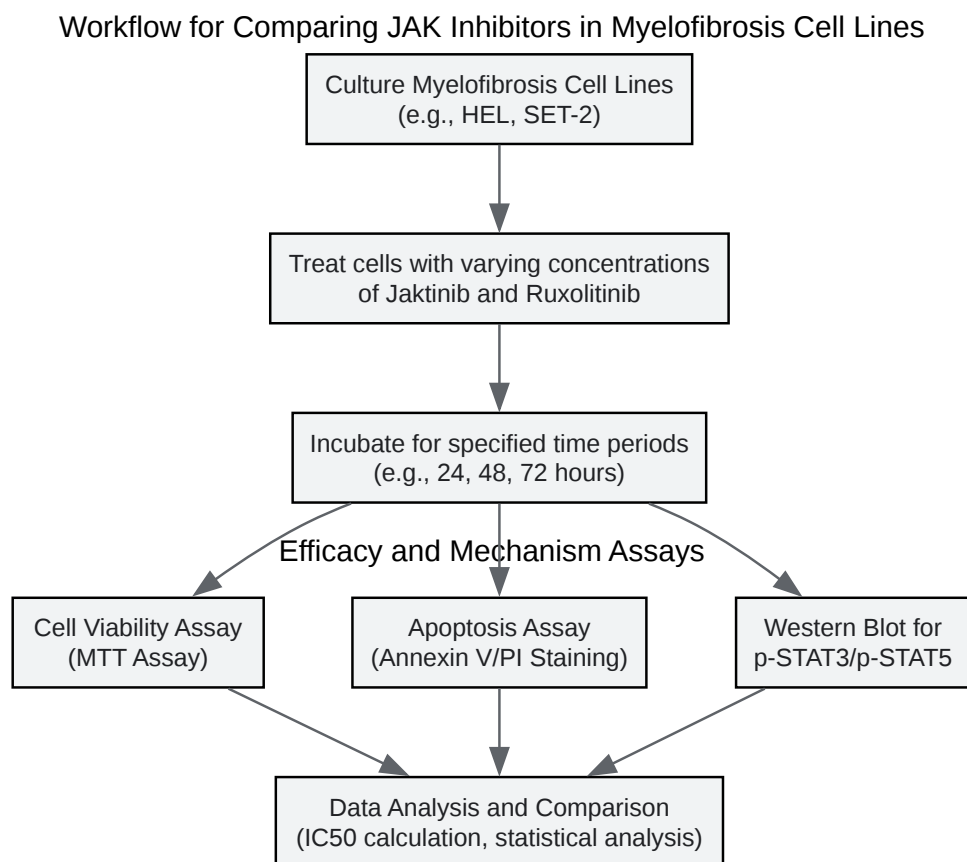 Workflow for Comparing JAK Inhibitors in Myelofibrosis Cell Lines
Culture Myelofibrosis Cell Lines
(e.g., HEL, SET-2)
Treat cells with varying concentrations
of Jaktinib and Ruxolitinib
Incubate for specified time periods
(e.g., 24, 48, 72 hours)
Efficacy and Mechanism Assays
Cell Viability Assay
(MTT Assay)
Apoptosis Assay
(Annexin V/PI Staining)
Western Blot for
p-STAT3/p-STAT5
Data Analysis and Comparison
(IC50 calculation, statistical analysis)